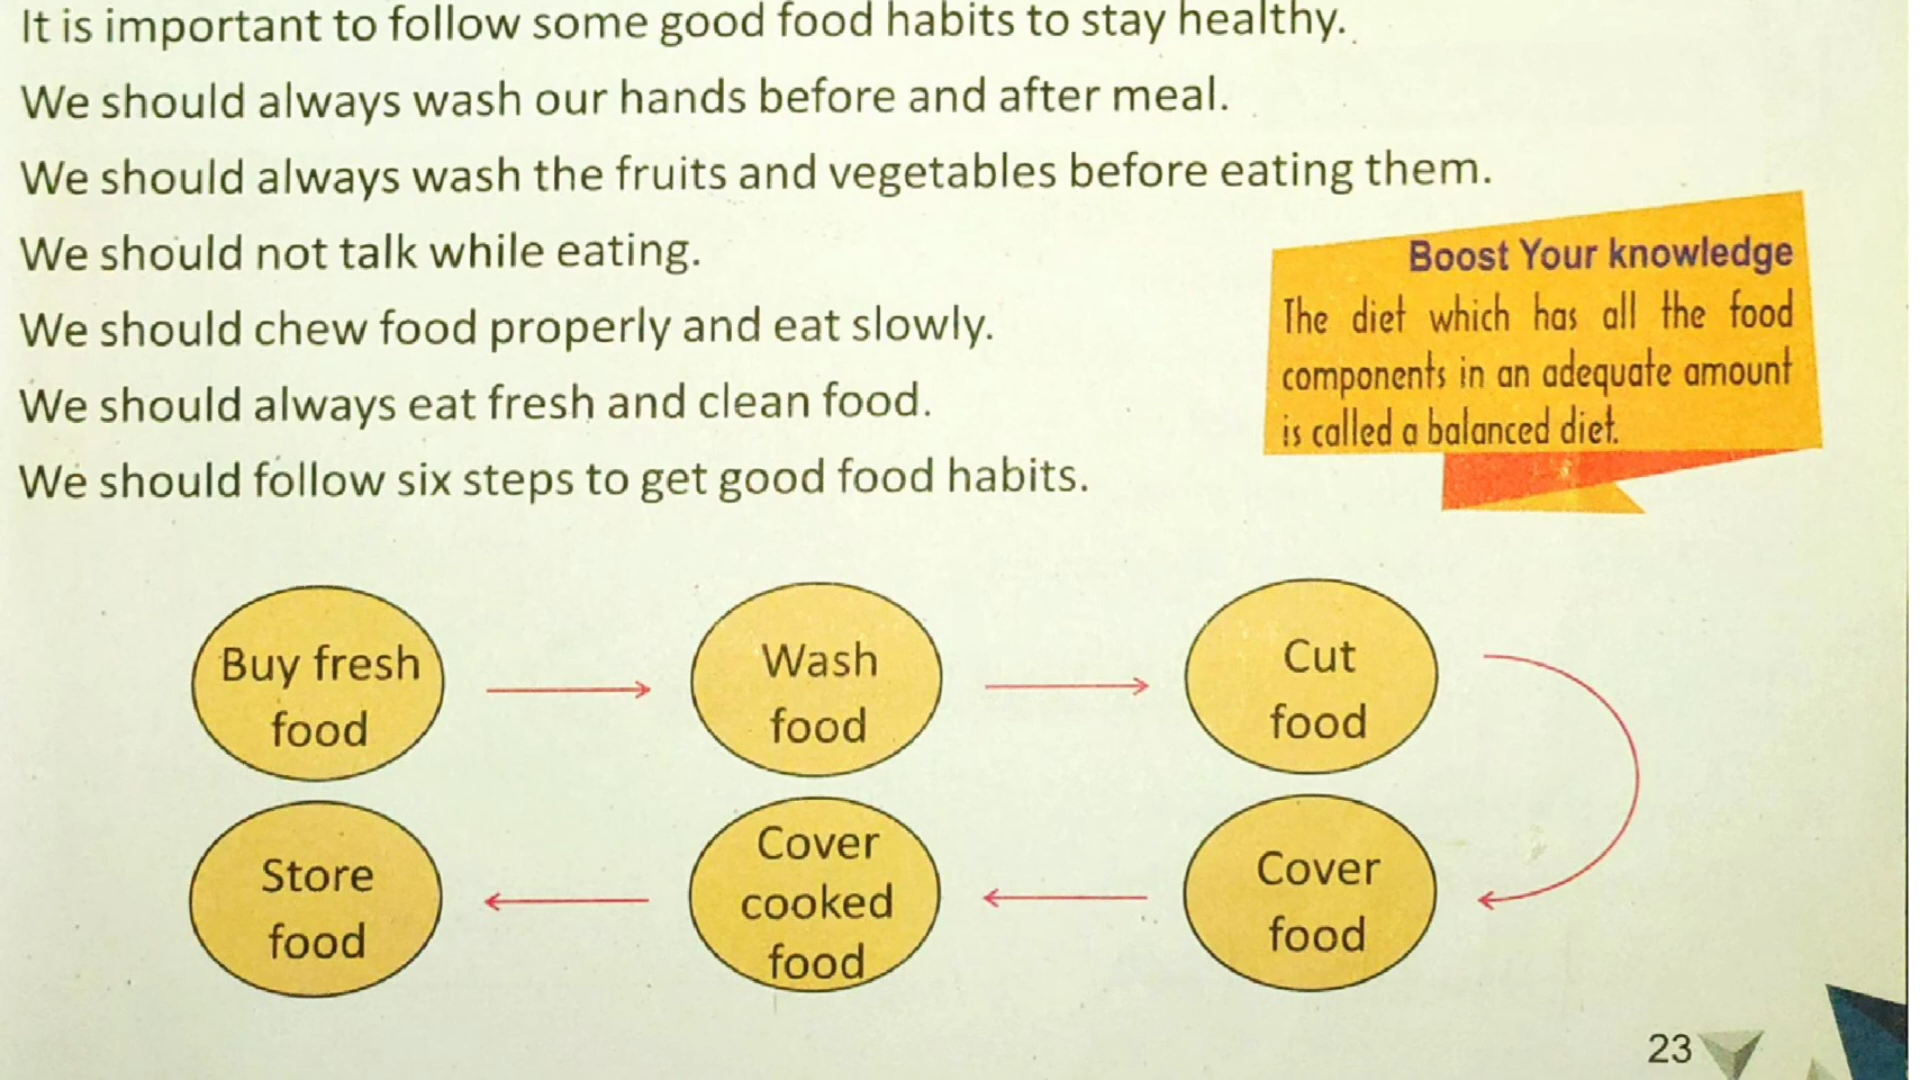 It is important to follow some good food habits to stay healthy.
We should always wash our hands before and after meal.
We should always wash the fruits and vegetables before eating them.
We should not talk while eating.
We should chew food properly and eat slowly.
We should always eat fresh and clean food.
We should follow six steps to get good food habits.
Boost Your knowledge
The diet which has all the food
components in an adequate amount
is called a balanced diet.
Buy fresh
food
Wash
food
Cut
food
Cover
food
Cover
cooked
food
Store
food
23